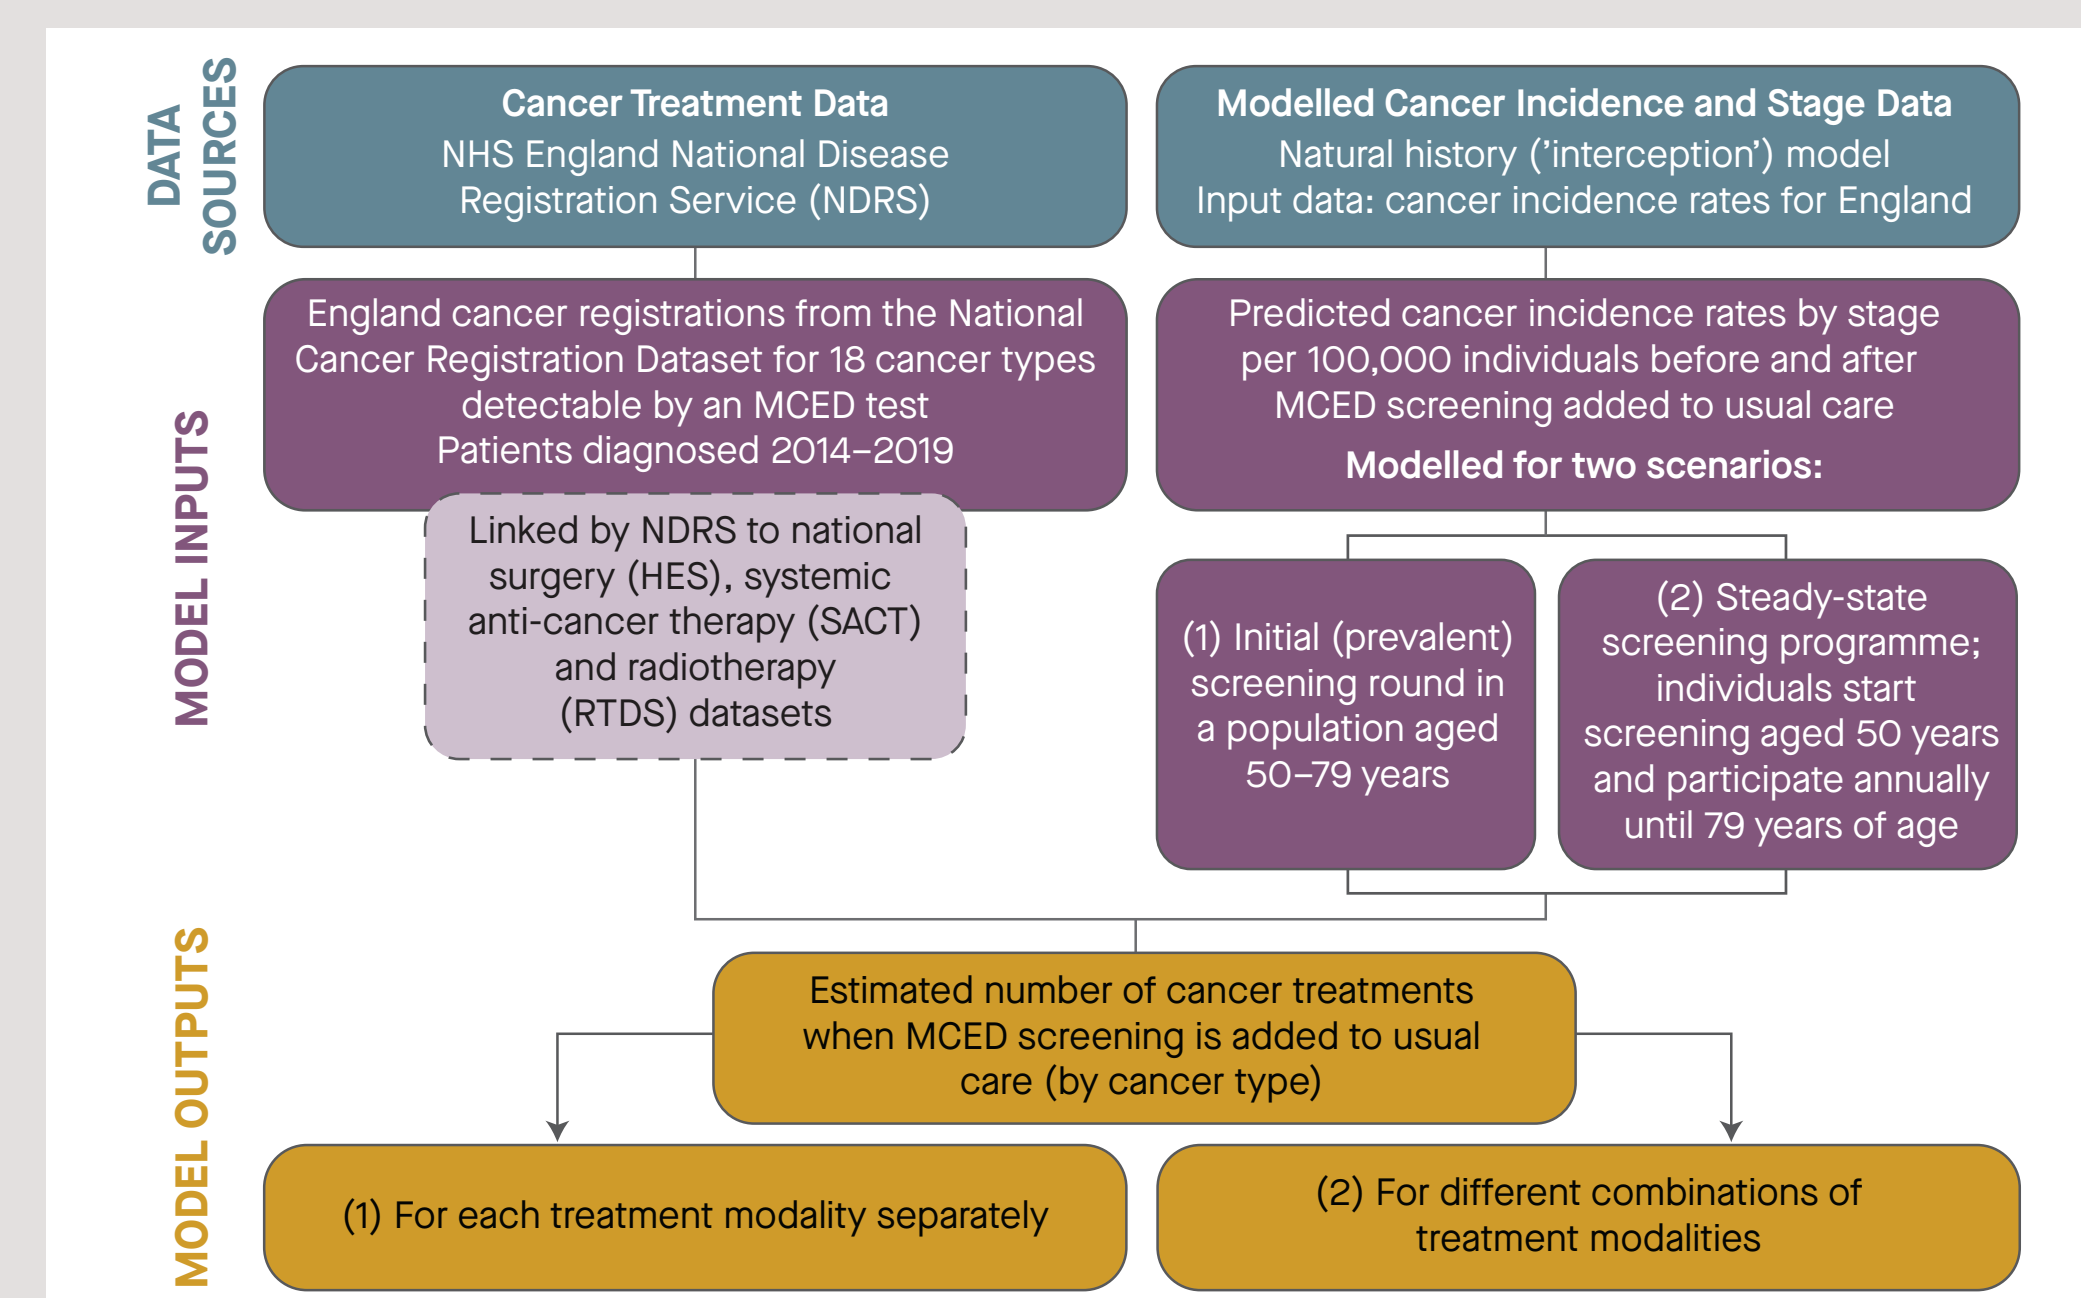 DATA
SOURCES
Cancer Treatment Data
NHS England National Disease
Registration Service (NDRS)
Modelled Cancer Incidence and Stage Data
Natural history (’interception’) model
Input data: cancer incidence rates for England
MODEL INPUTS
England cancer registrations from the National
Cancer Registration Dataset for 18 cancer types
detectable by an MCED test
Patients diagnosed 2014–2019
Linked by NDRS to national
surgery (HES), systemic
anti-cancer therapy (SACT)
and radiotherapy
(RTDS) datasets
Predicted cancer incidence rates by stage
per 100,000 individuals before and after
MCED screening added to usual care
Modelled for two scenarios:
(1) Initial (prevalent)
screening round in
a population aged
50–79 years
(2) Steady-state
screening programme;
individuals start
screening aged 50 years
and participate annually
until 79 years of age
MODEL OUTPUTS
Estimated number of cancer treatments
when MCED screening is added to usual
care (by cancer type)
(1) For each treatment modality separately
(2) For different combinations of
treatment modalities